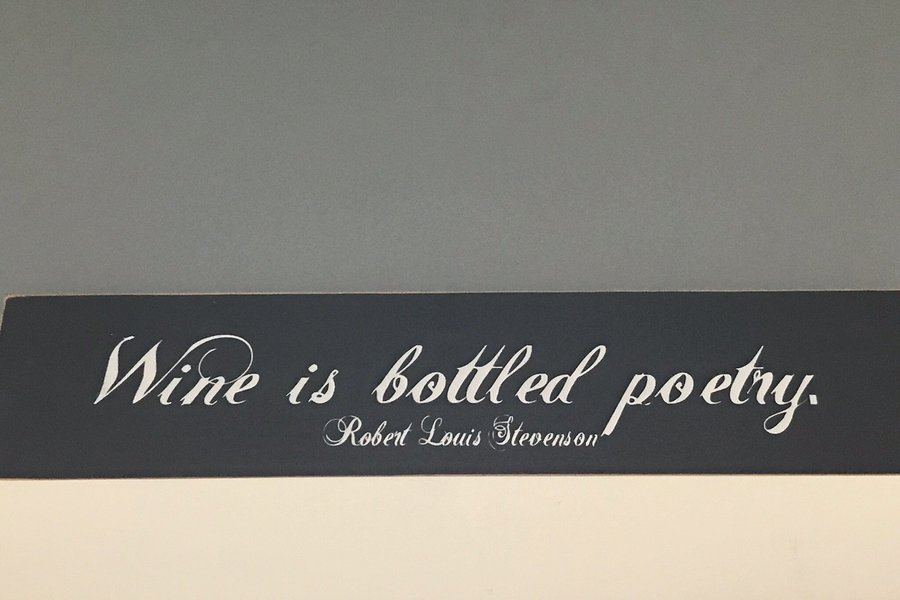 Wine is bottled poetry.
Robert Louis Stevenson